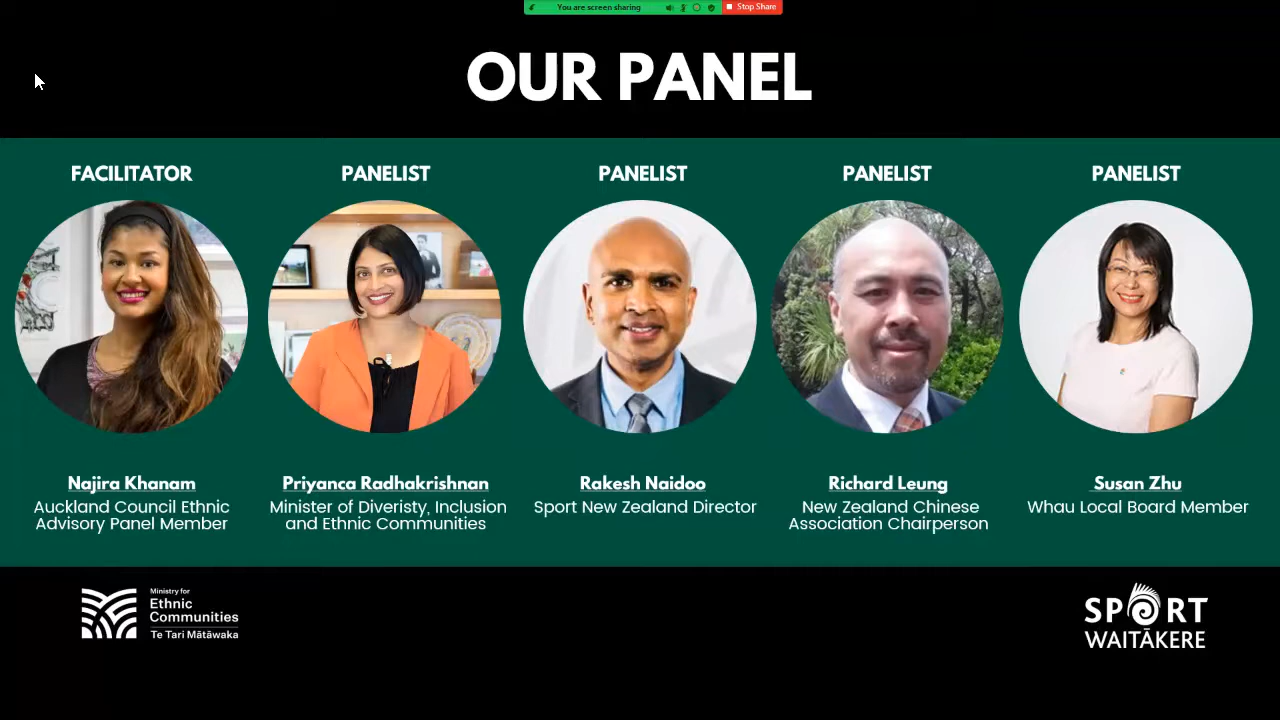 You are screen sharing
Stop Share
OUR PANEL
FACILITATOR
PANELIST
PANELIST
PANELIST
PANELIST
Najira Khanam
Auckland Council Ethnic
Advisory Panel Member
Priyanca Radhakrishnan
Minister of Diveristy, Inclusion
and Ethnic Communities
Rakesh Naidoo
Sport New Zealand Director
Richard Leung
New Zealand Chinese
Association Chairperson
Susan Zhu
Whau Local Board Member
Ministry for
Ethnic
Communities
Te Tari Mātāwaka
SPORT
WAITĀKERE